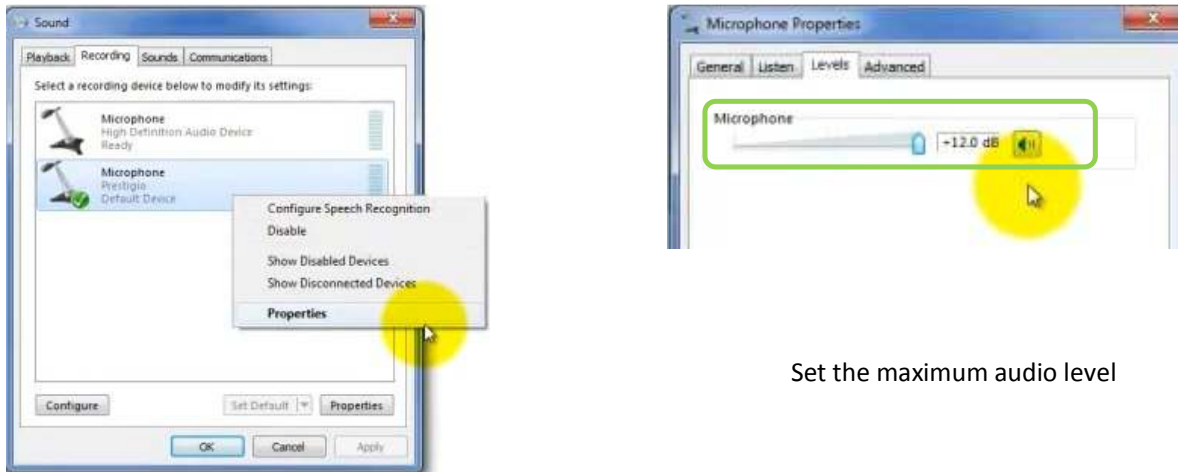 Sound
Playback Recording Sounds Communications
Select a recording device below to modify its settings:
Microphone
High Definition Audio Device
Ready
Microphone
Prestigio
Default Device
Configure Speech Recognition
Disable
Show Disabled Devices
Show Disconnected Devices
Properties
Configure Set Default Properties
OK Cancel Apply
Microphone Properties
General Listen Levels Advanced
Microphone
+12.0 dB
Set the maximum audio level